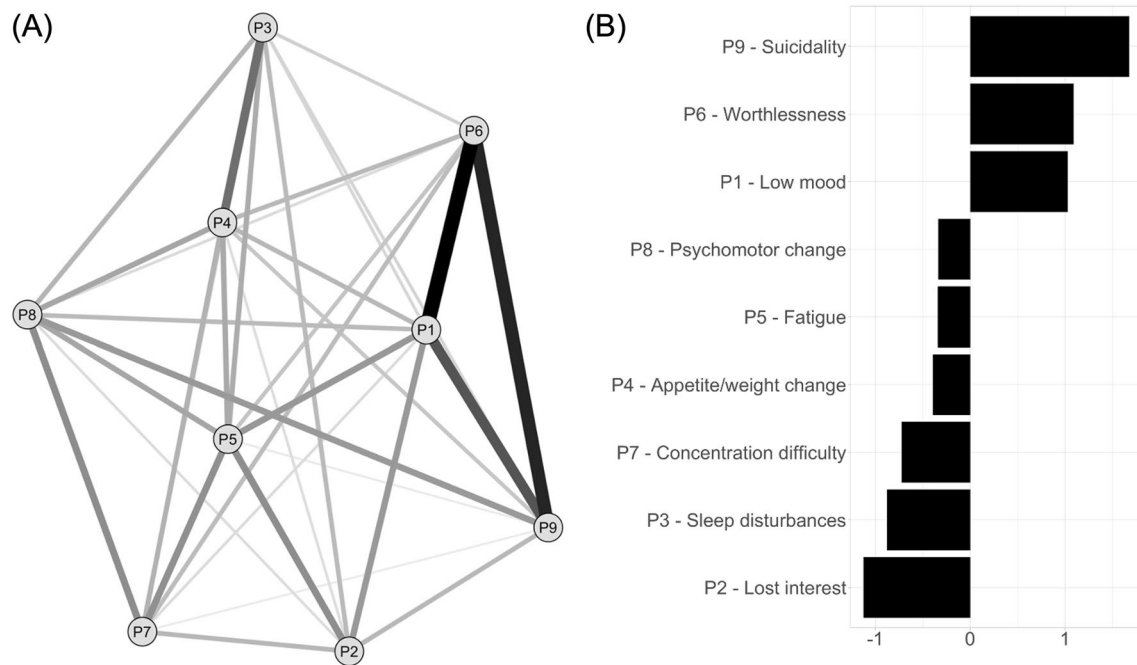 (A)
P3
P6
P4
P8
P1
P5
P9
P7
P2
(B)
P9 - Suicidality
P6 - Worthlessness
P1 - Low mood
P8 - Psychomotor change
P5 - Fatigue
P4 - Appetite/weight change
P7 - Concentration difficulty
P3 - Sleep disturbances
P2 - Lost interest
-1 0 1